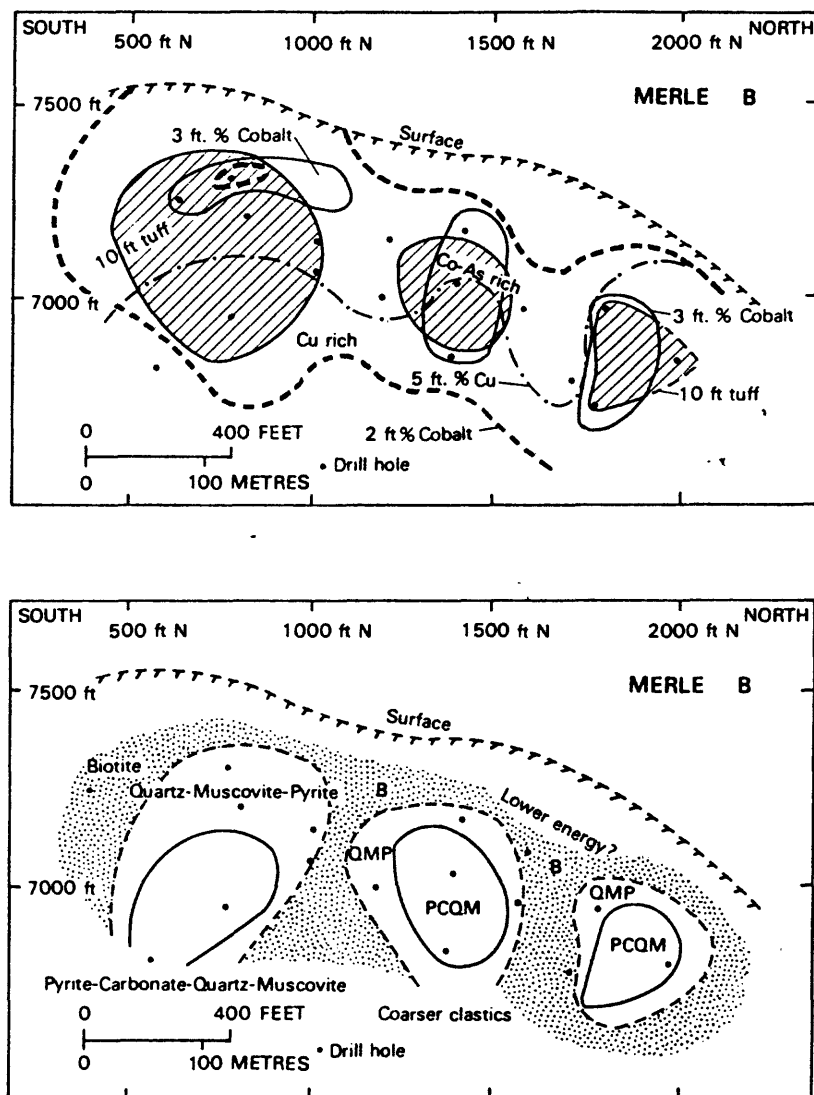 SOUTH NORTH
500 ft N 1000 ft N 1500 ft N 2000 ft N
7500 ft
MERLE B
Surface
3 ft. % Cobalt
10 ft tuff
Co-As rich
7000 ft
3 ft. % Cobalt
Cu rich
5 ft. % Cu
10 ft tuff
2 ft % Cobalt
0 400 FEET
0 100 METRES
• Drill hole
SOUTH NORTH
500 ft N 1000 ft N 1500 ft N 2000 ft N
7500 ft
MERLE B
Surface
Biotite
Quartz-Muscovite-Pyrite
B
Lower energy?
B
QMP
7000 ft
QMP
PCQM
PCQM
Pyrite-Carbonate-Quartz-Muscovite
0 400 FEET
Coarser clastics
0 100 METRES
• Drill hole